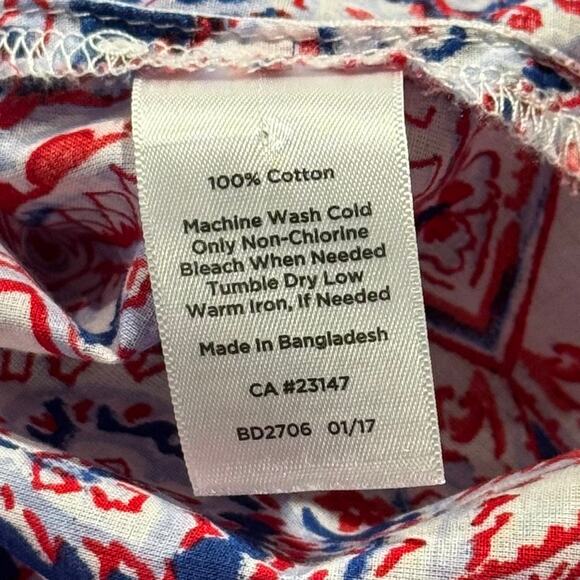 100% Cotton
Machine Wash Cold
Only Non-Chlorine
Bleach When Needed
Tumble Dry Low
Warm Iron, If Needed
Made In Bangladesh
CA #23147
BD2706 01/17